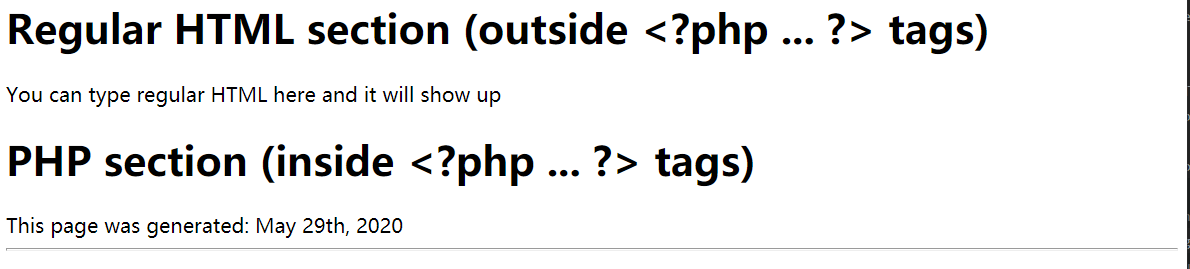 Regular HTML section (outside <?php ... ?> tags)
You can type regular HTML here and it will show up
PHP section (inside <?php ... ?> tags)
This page was generated: May 29th, 2020